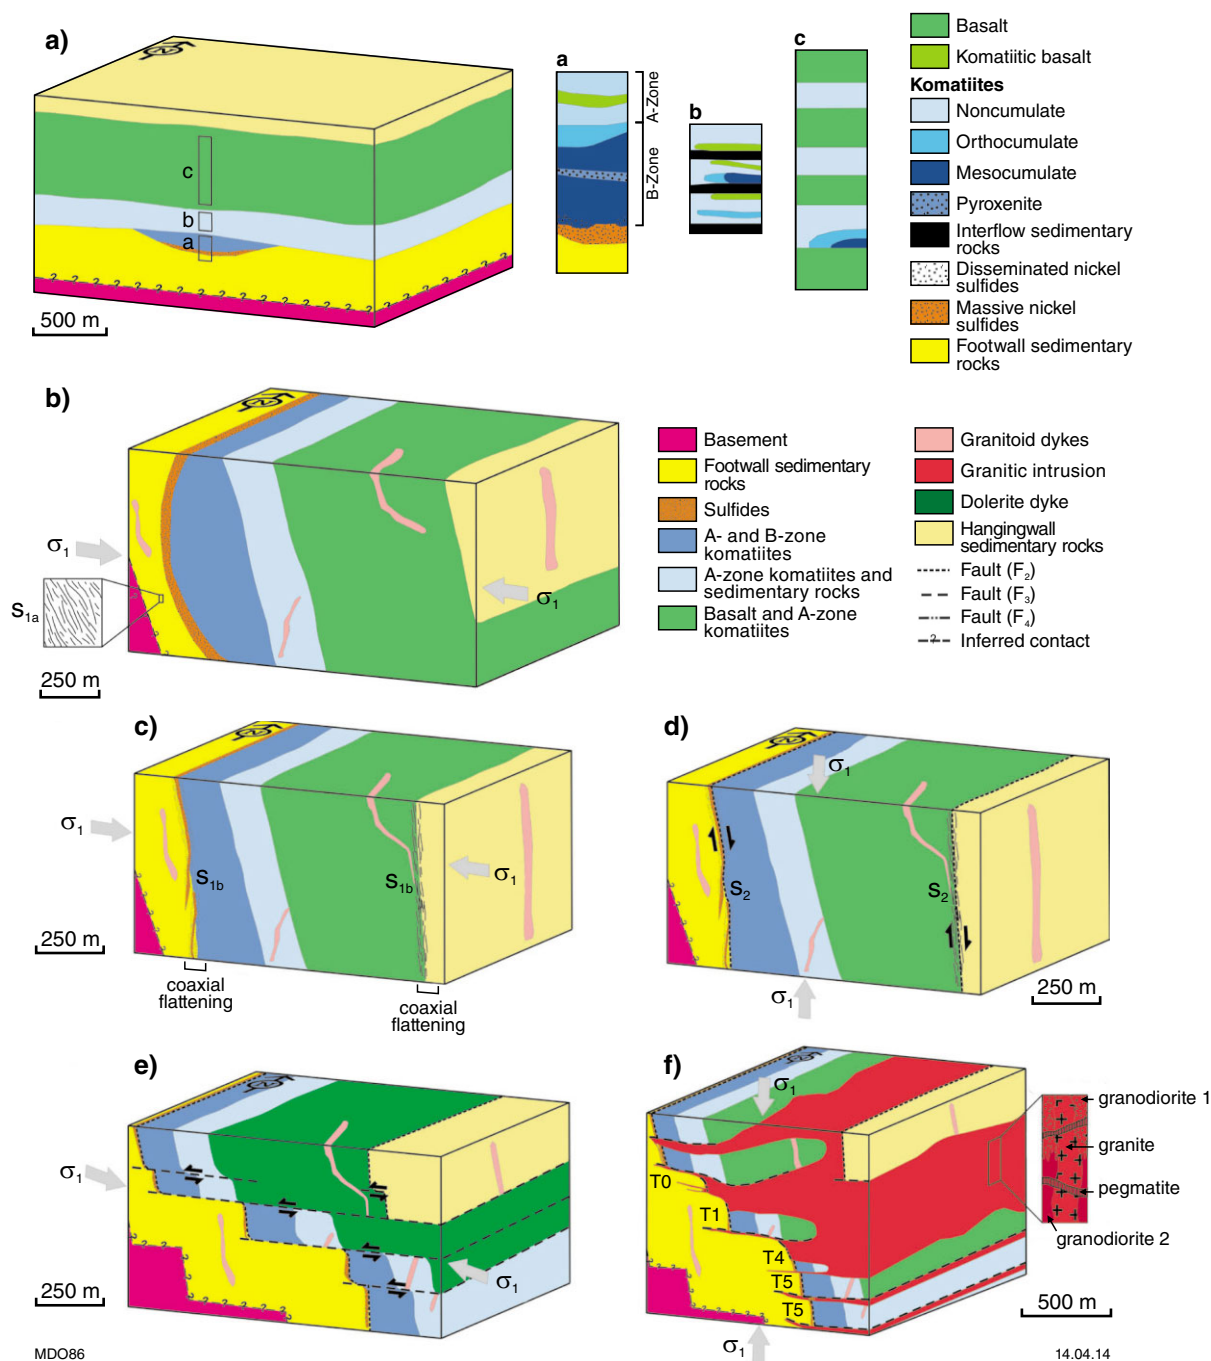 a)
N
c
b
a
500 m
a
A-Zone
B-Zone
b
c
Basalt
Komatiitic basalt
Komatiites
Noncumulate
Orthocumulate
Mesocumulate
Pyroxenite
Interflow sedimentary
rocks
Disseminated nickel
sulfides
Massive nickel
sulfides
Footwall sedimentary
rocks
b)
N
σ1
S1a
σ1
250 m
Basement
Footwall sedimentary
rocks
Sulfides
A- and B-zone
komatiites
A-zone komatiites and
sedimentary rocks
Basalt and A-zone
komatiites
Granitoid dykes
Granitic intrusion
Dolerite dyke
Hangingwall
sedimentary rocks
Fault (F2)
Fault (F3)
Fault (F4)
? Inferred contact
c)
N
σ1
S1b
S1b
σ1
250 m
coaxial
flattening
coaxial
flattening
d)
N
σ1
S2
S2
σ1
250 m
e)
N
σ1
σ1
250 m
f)
N
σ1
T0
T1
T4
T5
T5
σ1
granodiorite 1
granite
pegmatite
granodiorite 2
500 m
MDO86
14.04.14